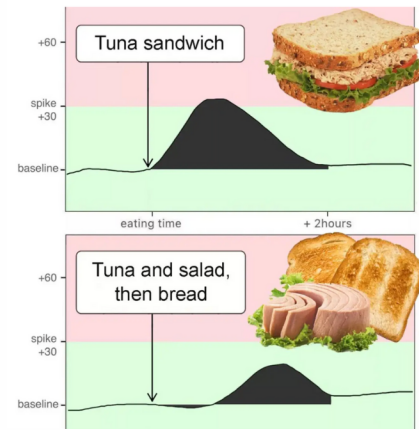 +60
Tuna sandwich
spike
+30
baseline
eating time
+ 2hours
+60
Tuna and salad,
then bread
spike
+30
baseline